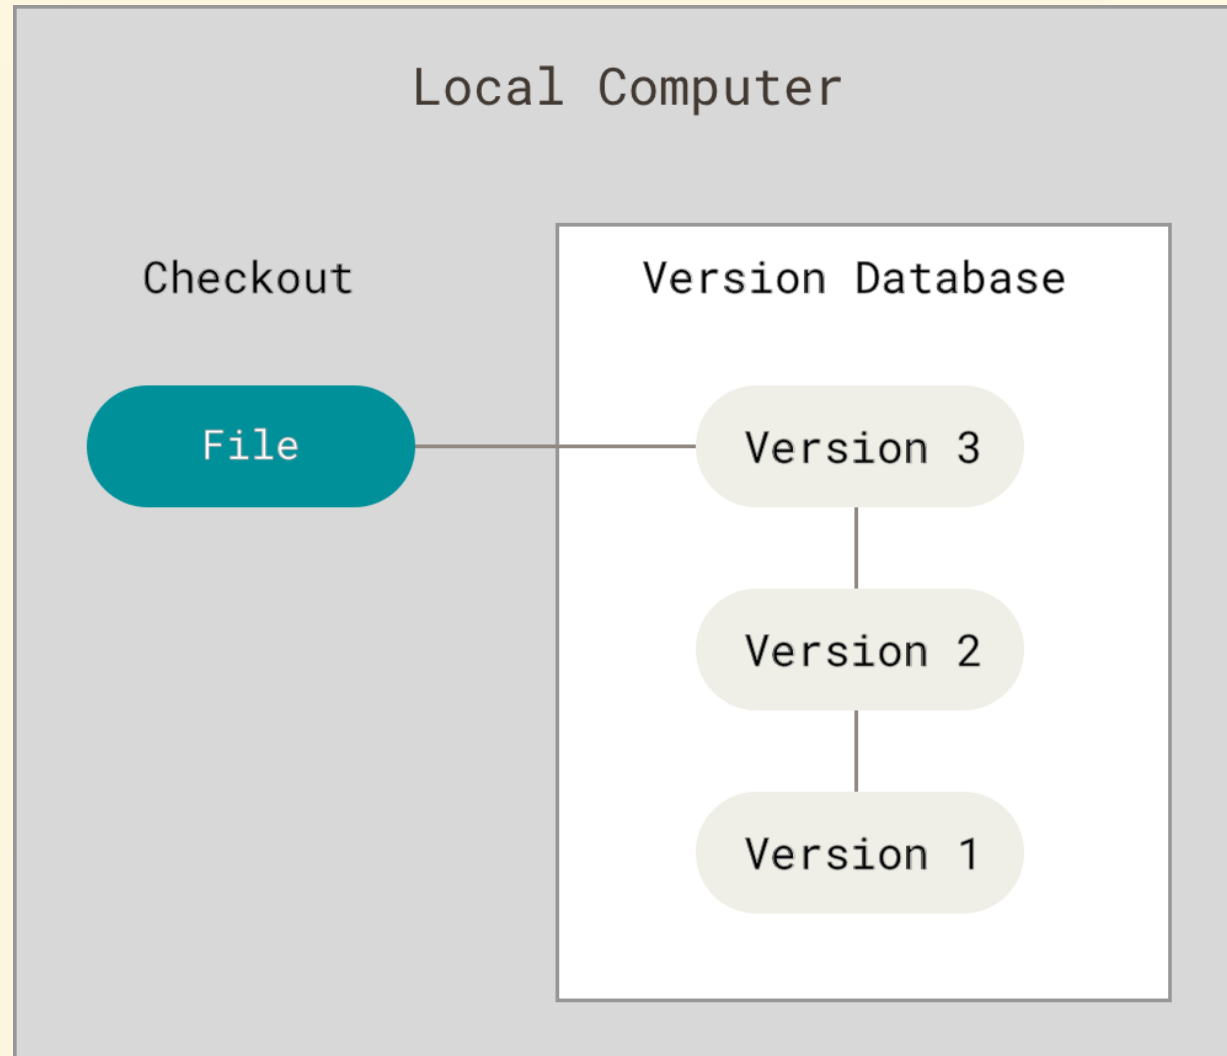 Local Computer
Checkout
Version Database
File
Version 3
Version 2
Version 1